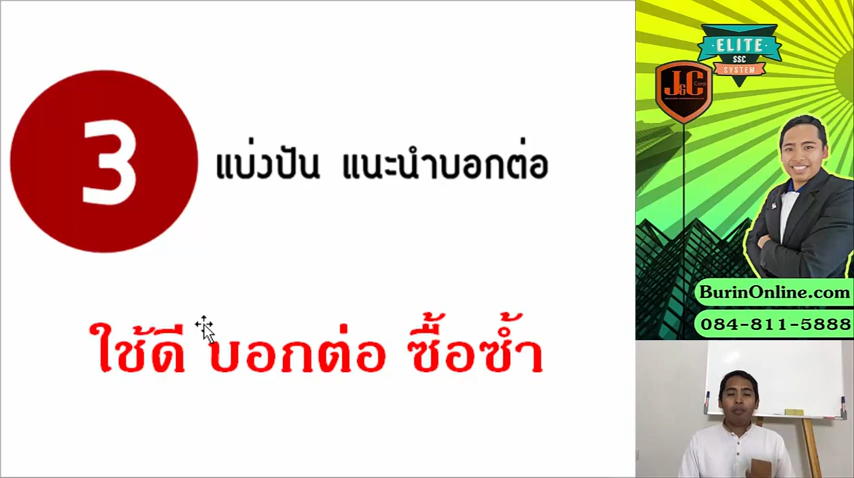 3
แบ่งปัน แนะนำบอกต่อ
ใช้ดี บอกต่อ ซื้อซ้ำ
ELITE
SSC
SYSTEM
J&C
BurinOnline.com
084-811-5888